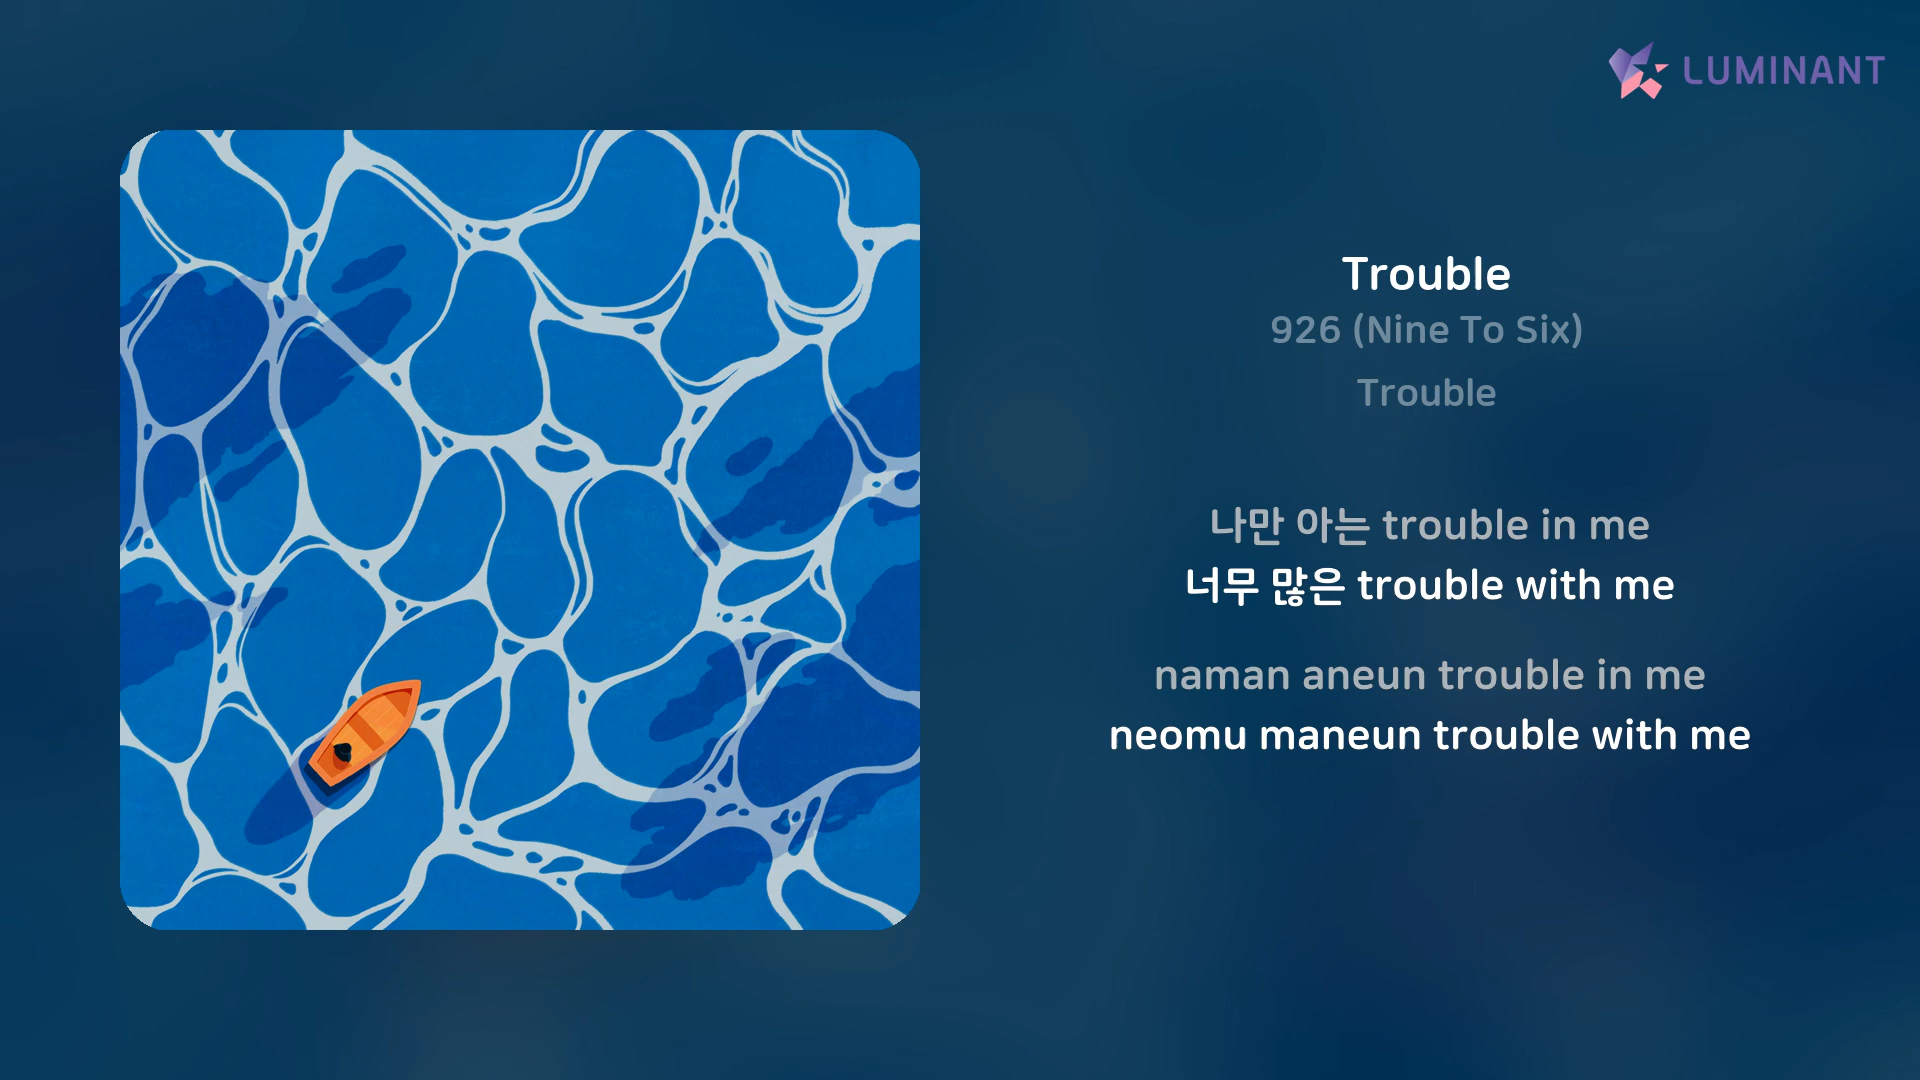 LUMINANT
Trouble
926 (Nine To Six)
Trouble
나만 아는 trouble in me
너무 많은 trouble with me
naman aneun trouble in me
neomu maneun trouble with me